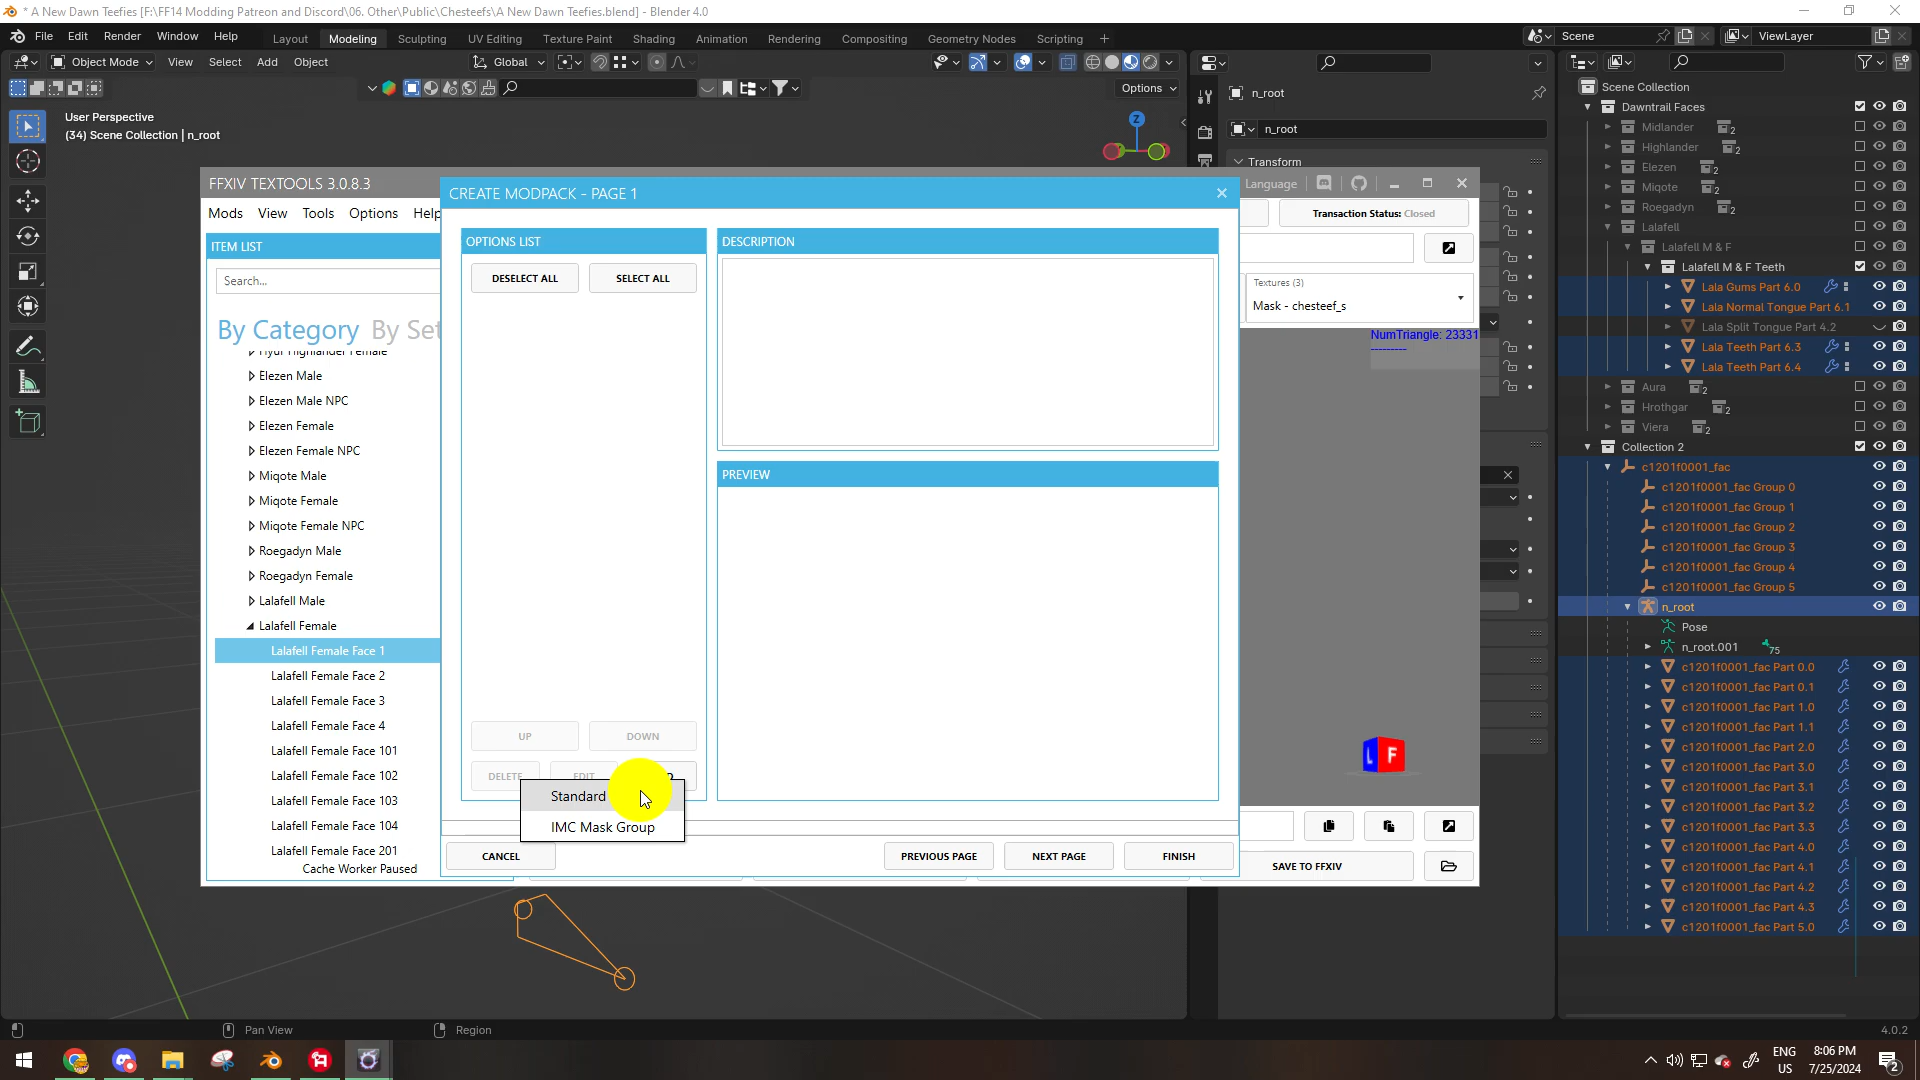 * A New Dawn Teefies [F:\FF14 Modding Patreon and Discord\06. Other\Public\Chesteefs\A New Dawn Teefies.blend] - Blender 4.0
File Edit Render Window Help Layout Modeling Sculpting UV Editing Texture Paint Shading Animation Rendering Compositing Geometry Nodes Scripting + Scene ViewLayer
Object Mode View Select Add Object Global
Options
User Perspective
(34) Scene Collection | n_root
Z
n_root
n_root
Transform
Scene Collection
Dawntrail Faces
Midlander 2
Highlander 2
Elezen 2
Miqote 2
Roegadyn 2
Lalafell
Lalafell M & F
Lalafell M & F Teeth
Lala Gums Part 6.0
Lala Normal Tongue Part 6.1
Lala Split Tongue Part 4.2
Lala Teeth Part 6.3
Lala Teeth Part 6.4
Aura 2
Hrothgar 2
Viera 2
Collection 2
c1201f0001_fac
c1201f0001_fac Group 0
c1201f0001_fac Group 1
c1201f0001_fac Group 2
c1201f0001_fac Group 3
c1201f0001_fac Group 4
c1201f0001_fac Group 5
n_root
Pose
n_root.001 75
c1201f0001_fac Part 0.0
c1201f0001_fac Part 0.1
c1201f0001_fac Part 1.0
c1201f0001_fac Part 1.1
c1201f0001_fac Part 2.0
c1201f0001_fac Part 3.0
c1201f0001_fac Part 3.1
c1201f0001_fac Part 3.2
c1201f0001_fac Part 3.3
c1201f0001_fac Part 4.0
c1201f0001_fac Part 4.1
c1201f0001_fac Part 4.2
c1201f0001_fac Part 4.3
c1201f0001_fac Part 5.0
FFXIV TEXTOOLS 3.0.8.3
Language
Mods View Tools Options Help
Transaction Status: Closed
ITEM LIST
Search...
By Category By Set
Hyur Highlander Female
Elezen Male
Elezen Male NPC
Elezen Female
Elezen Female NPC
Miqote Male
Miqote Female
Miqote Female NPC
Roegadyn Male
Roegadyn Female
Lalafell Male
Lalafell Female
Lalafell Female Face 1
Lalafell Female Face 2
Lalafell Female Face 3
Lalafell Female Face 4
Lalafell Female Face 101
Lalafell Female Face 102
Lalafell Female Face 103
Lalafell Female Face 104
Lalafell Female Face 201
Cache Worker Paused
Textures (3)
Mask - chesteef_s
NumTriangle: 23331
---------
L F
SAVE TO FFXIV
CREATE MODPACK - PAGE 1
OPTIONS LIST
DESELECT ALL SELECT ALL
UP DOWN
DELETE EDIT
Standard
IMC Mask Group
DESCRIPTION
PREVIEW
CANCEL PREVIOUS PAGE NEXT PAGE FINISH
Pan View Region 4.0.2
ENG
US
8:06 PM
7/25/2024
2